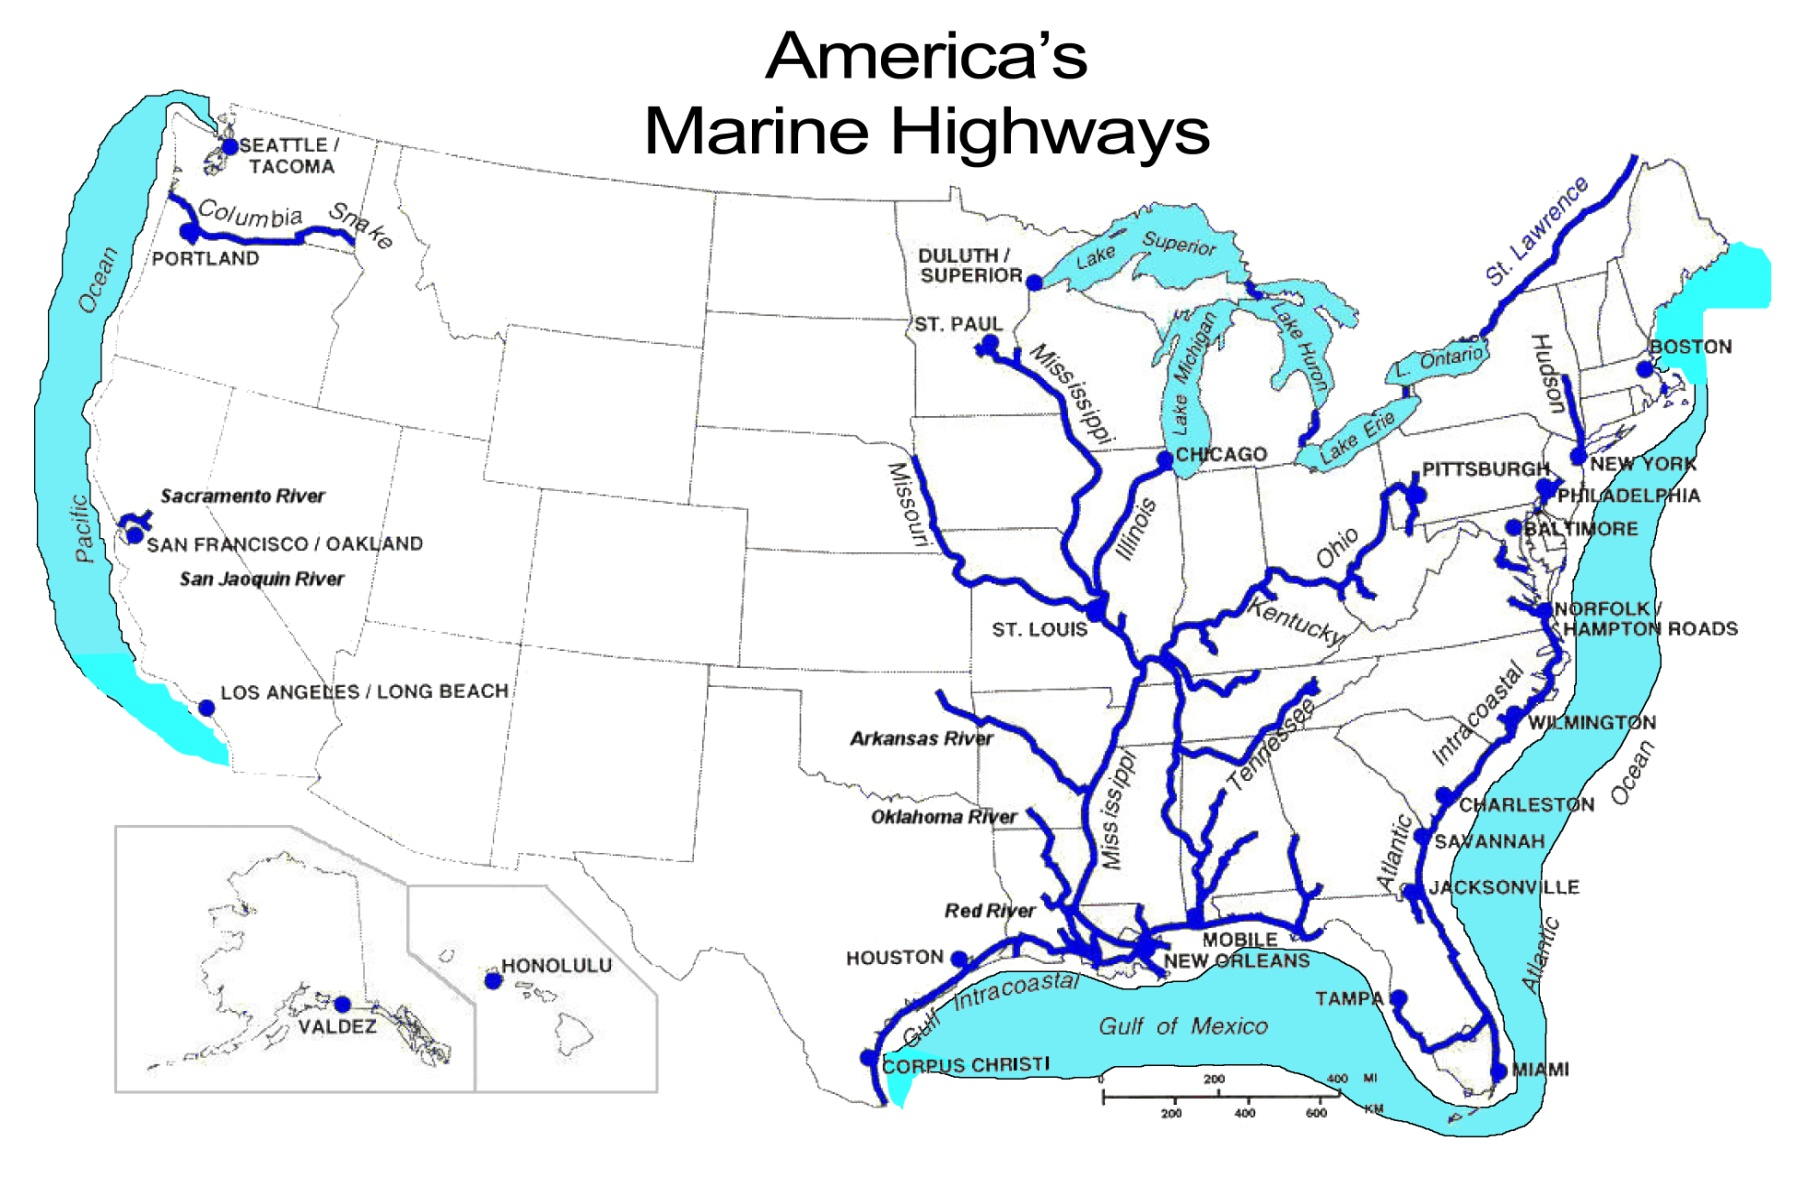 America's
Marine Highways
SEATTLE /
TACOMA
Columbia
Snake
PORTLAND
Ocean
Pacific
Sacramento River
SAN FRANCISCO / OAKLAND
San Jaoquin River
LOS ANGELES / LONG BEACH
DULUTH /
SUPERIOR
Lake Superior
ST. PAUL
Mississippi
Lake Michigan
Lake Huron
L. Ontario
Lake Erie
St. Lawrence
Hudson
BOSTON
CHICAGO
PITTSBURGH
NEW YORK
PHILADELPHIA
BALTIMORE
Missouri
Illinois
Ohio
Kentucky
NORFOLK /
HAMPTON ROADS
ST. LOUIS
Intracoastal
WILMINGTON
Ocean
Arkansas River
Mississippi
Tennessee
CHARLESTON
Oklahoma River
Atlantic
SAVANNAH
JACKSONVILLE
Red River
Atlantic
HOUSTON
MOBILE
NEW ORLEANS
Gulf Intracoastal
TAMPA
Gulf of Mexico
CORPUS CHRISTI
MIAMI
0 200 400 MI
200 400 600 KM
HONOLULU
VALDEZ